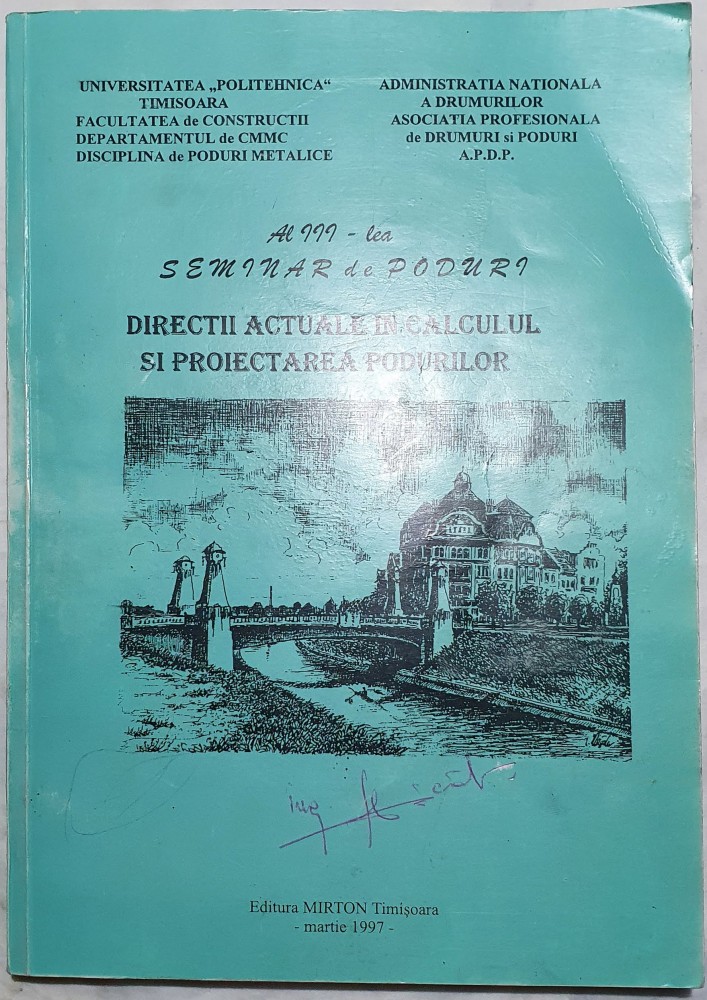 UNIVERSITATEA „POLITEHNICA“
TIMISOARA
FACULTATEA de CONSTRUCTII
DEPARTAMENTUL de CMMC
DISCIPLINA de PODURI METALICE
ADMINISTRATIA NATIONALA
A DRUMURILOR
ASOCIATIA PROFESIONALA
de DRUMURI si PODURI
A.P.D.P.
Al III - lea
SEMINAR de PODURI
DIRECTII ACTUALE IN CALCULUL
SI PROIECTAREA PODURILOR
ing
Editura MIRTON Timişoara
- martie 1997 -